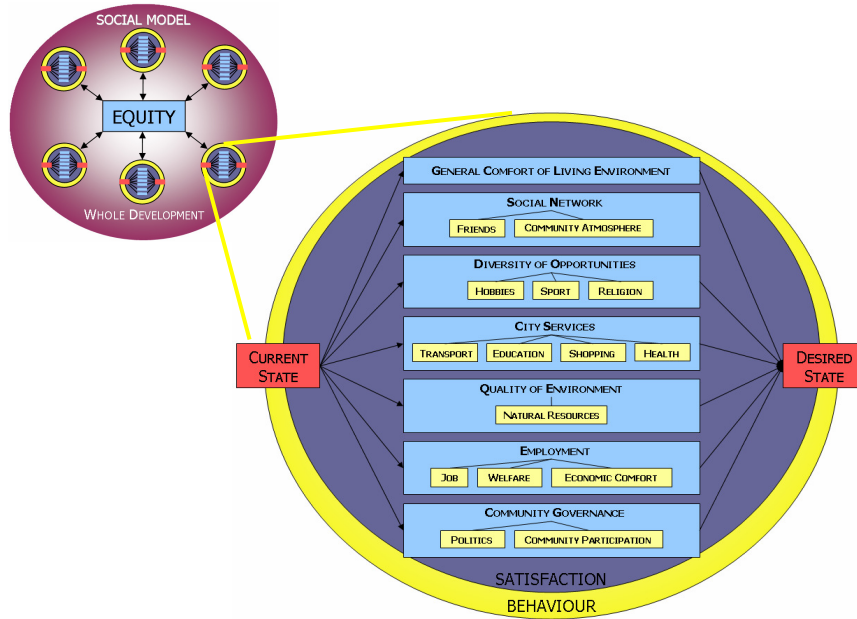 SOCIAL MODEL
EQUITY
WHOLE DEVELOPMENT
GENERAL COMFORT OF LIVING ENVIRONMENT
SOCIAL NETWORK
FRIENDS
COMMUNITY ATMOSPHERE
DIVERSITY OF OPPORTUNITIES
HOBBIES
SPORT
RELIGION
CITY SERVICES
TRANSPORT
EDUCATION
SHOPPING
HEALTH
CURRENT
STATE
DESIRED
STATE
QUALITY OF ENVIRONMENT
NATURAL RESOURCES
EMPLOYMENT
JOB
WELFARE
ECONOMIC COMFORT
COMMUNITY GOVERNANCE
POLITICS
COMMUNITY PARTICIPATION
SATISFACTION
BEHAVIOUR